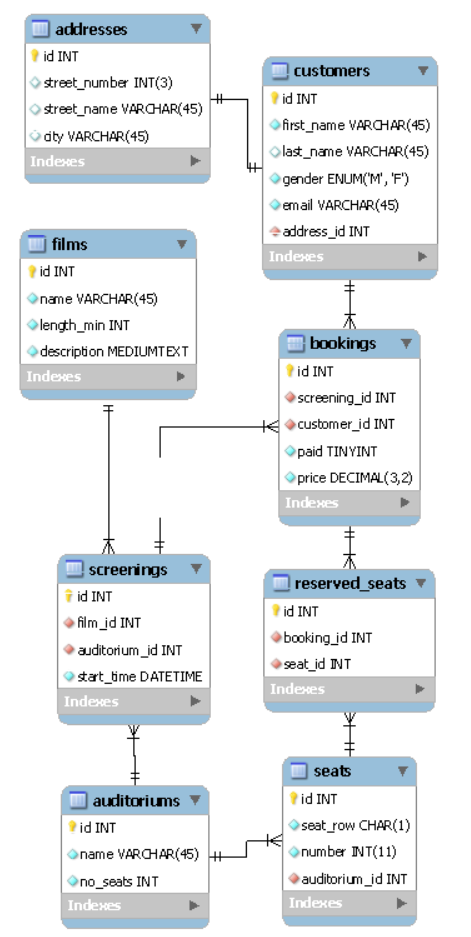 addresses
id INT
street_number INT(3)
street_name VARCHAR(45)
city VARCHAR(45)
Indexes
customers
id INT
first_name VARCHAR(45)
last_name VARCHAR(45)
gender ENUM('M', 'F')
email VARCHAR(45)
address_id INT
Indexes
films
id INT
name VARCHAR(45)
length_min INT
description MEDIUMTEXT
Indexes
bookings
id INT
screening_id INT
customer_id INT
paid TINYINT
price DECIMAL(3,2)
Indexes
screenings
id INT
film_id INT
auditorium_id INT
start_time DATETIME
Indexes
reserved_seats
id INT
booking_id INT
seat_id INT
Indexes
auditoriums
id INT
name VARCHAR(45)
no_seats INT
Indexes
seats
id INT
seat_row CHAR(1)
number INT(11)
auditorium_id INT
Indexes